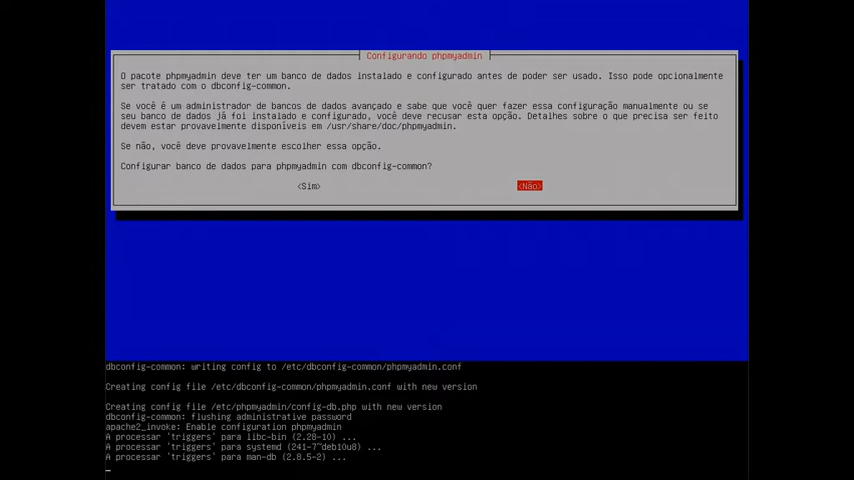 Configurando phpmyadmin
O pacote phpmyadmin deve ter um banco de dados instalado e configurado antes de poder ser usado. Isso pode opcionalmente
ser tratado com o dbconfig-common.
Se você é um administrador de bancos de dados avançado e sabe que você quer fazer essa configuração manualmente ou se
seu banco de dados já foi instalado e configurado, você deve recusar esta opção. Detalhes sobre o que precisa ser feito
devem estar provavelmente disponíveis em /usr/share/doc/phpmyadmin.
Se não, você deve provavelmente escolher essa opção.
Configurar banco de dados para phpmyadmin com dbconfig-common?
<Sim> <Não>
dbconfig-common: writing config to /etc/dbconfig-common/phpmyadmin.conf
Creating config file /etc/dbconfig-common/phpmyadmin.conf with new version
Creating config file /etc/phpmyadmin/config-db.php with new version
dbconfig-common: flushing administrative password
apache2_invoke: Enable configuration phpmyadmin
A processar 'triggers' para libc-bin (2.28-10) ...
A processar 'triggers' para systemd (241-7~deb10u8) ...
A processar 'triggers' para man-db (2.8.5-2) ...